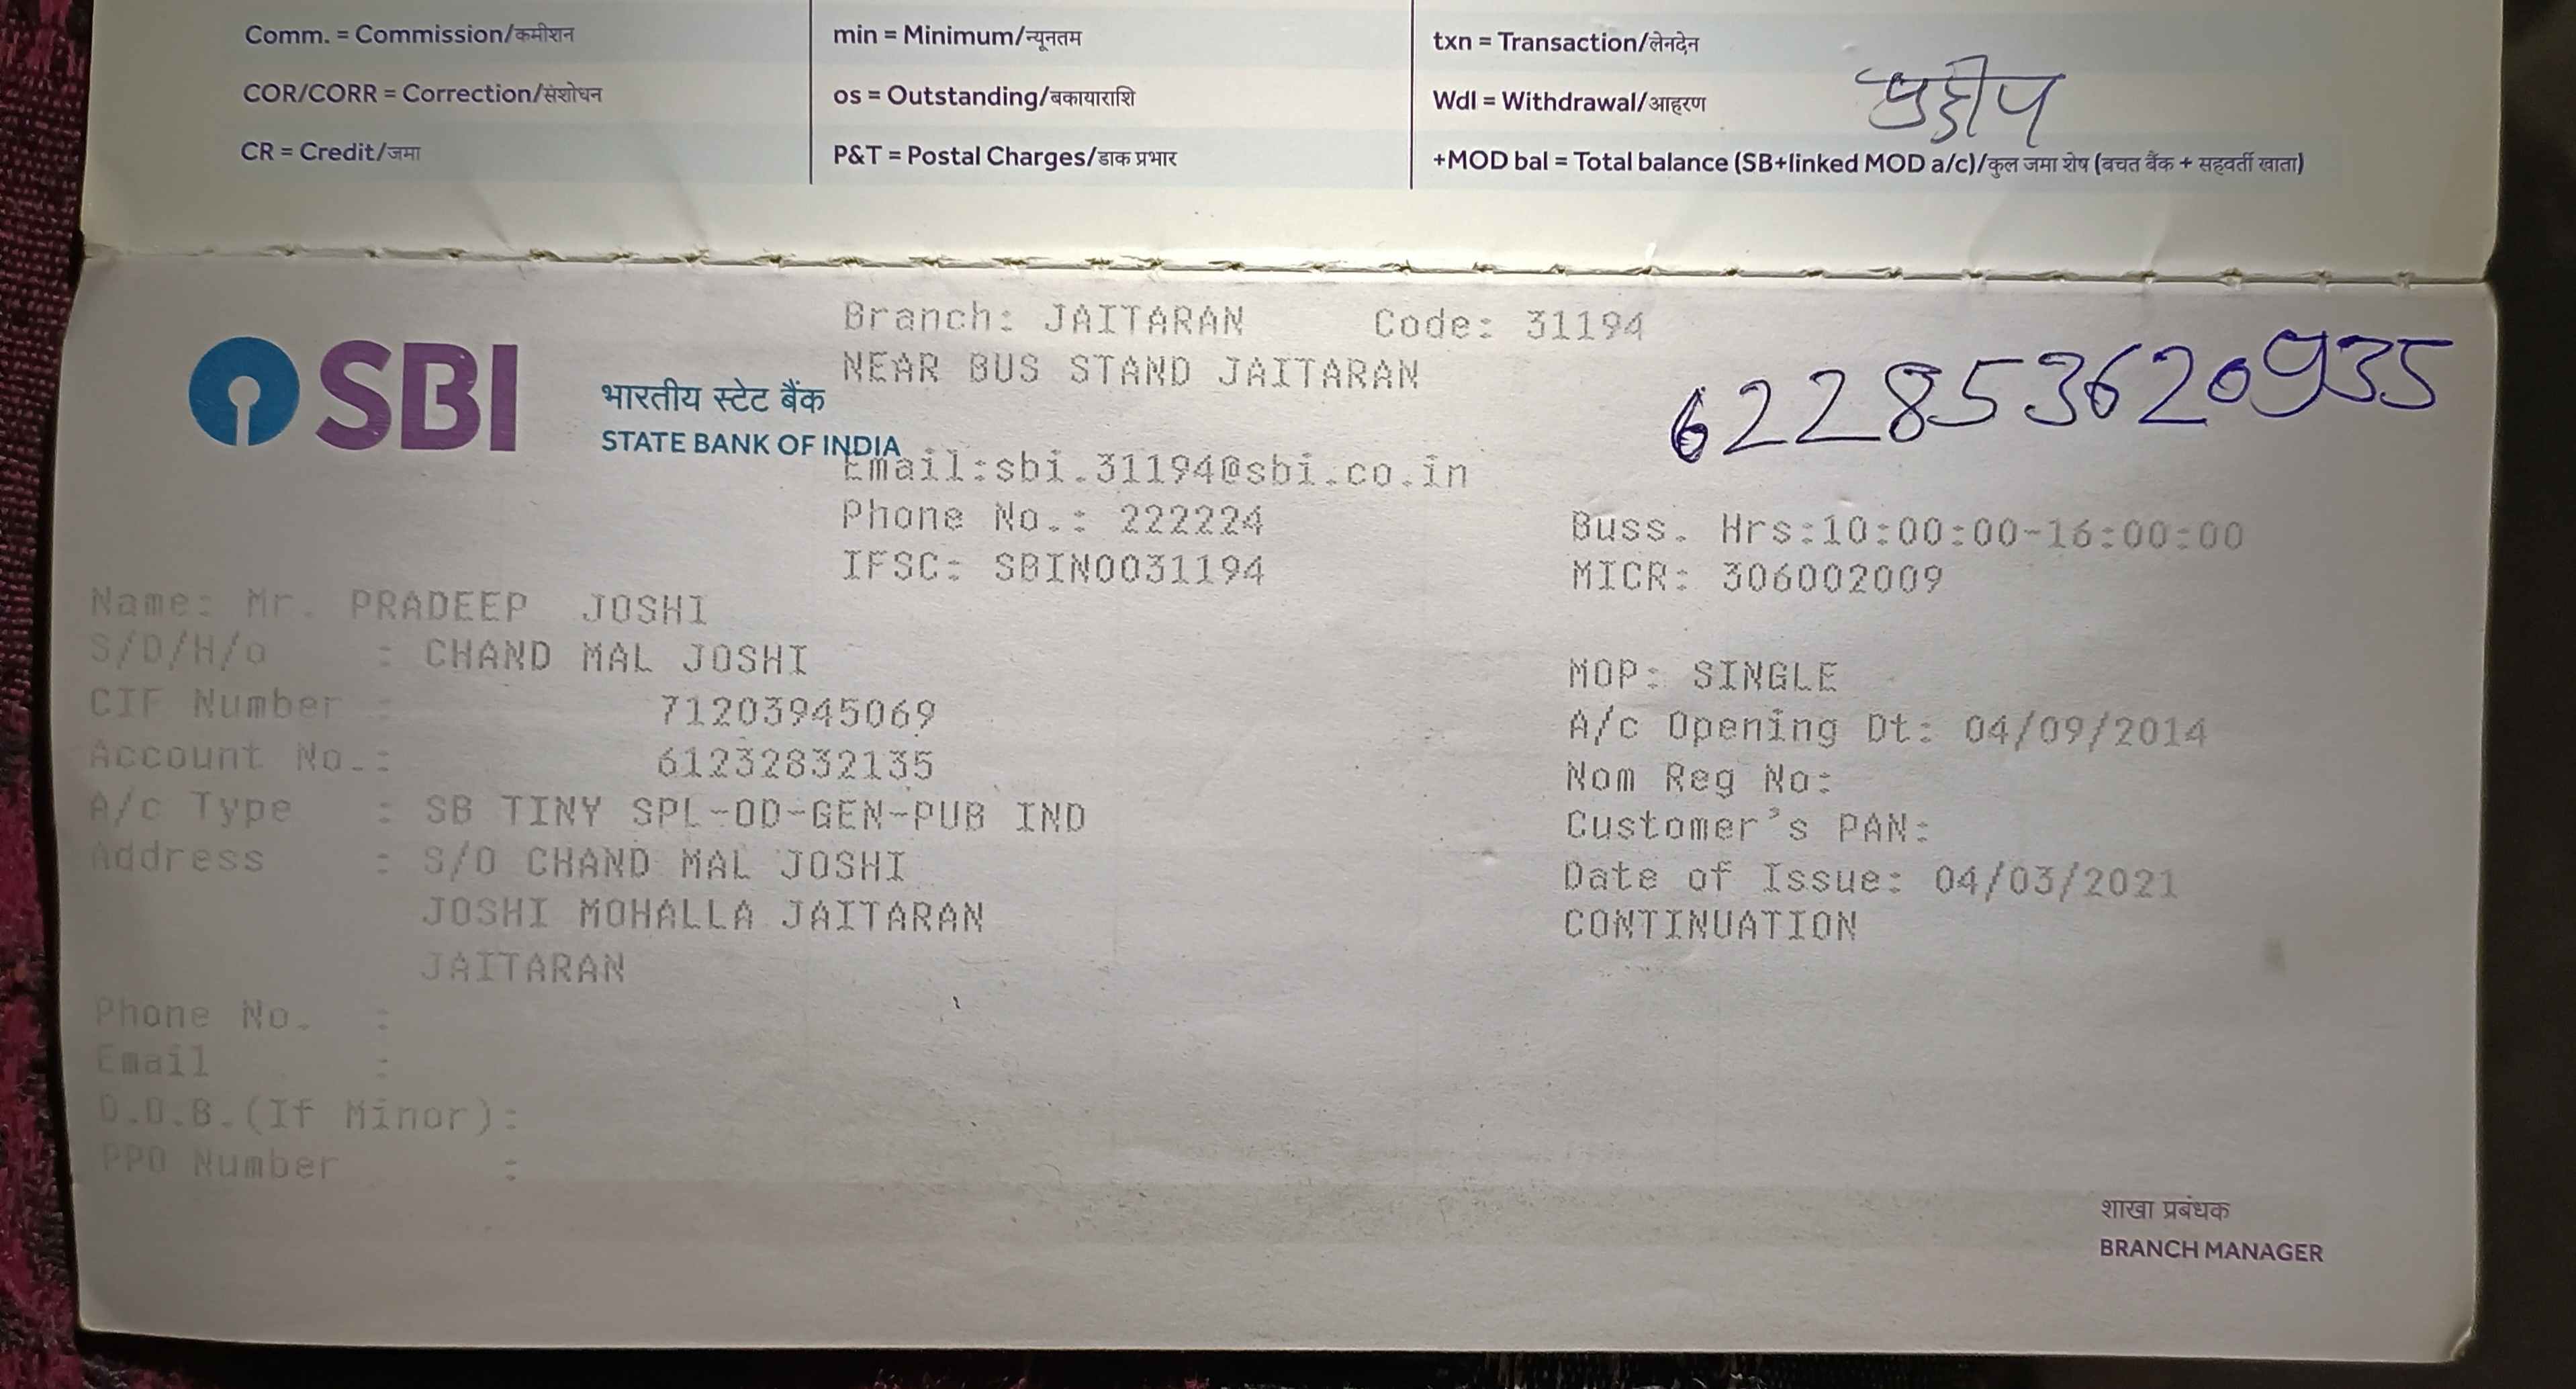 Comm. = Commission/कमीशन
min = Minimum/न्यूनतम
txn = Transaction/लेनदेन
COR/CORR = Correction/संशोधन
os = Outstanding/बकायाराशि
Wdl = Withdrawal/आहरण
प्रदीप
CR = Credit/जमा
P&T = Postal Charges/डाक प्रभार
+MOD bal = Total balance (SB+linked MOD a/c)/कुल जमा शेष (बचत बैंक + सहवर्ती खाता)
Branch: JAITARAN Code: 31194
NEAR BUS STAND JAITARAN
SBI
भारतीय स्टेट बैंक
STATE BANK OF INDIA
622853620935
Email:sbi.31194@sbi.co.in
Phone No.: 222224
Buss. Hrs:10:00:00-16:00:00
IFSC: SBIN0031194
MICR: 306002009
Name: Mr. PRADEEP JOSHI
S/D/H/o : CHAND MAL JOSHI
MOP: SINGLE
CIF Number : 71203945069
A/c Opening Dt: 04/09/2014
Account No.: 61232832135
Nom Reg No:
A/c Type : SB TINY SPL-OD-GEN-PUB IND
Customer's PAN:
Address : S/O CHAND MAL JOSHI
Date of Issue: 04/03/2021
JOSHI MOHALLA JAITARAN
CONTINUATION
JAITARAN
Phone No. :
Email :
D.O.B.(If Minor):
PPO Number :
शाखा प्रबंधक
BRANCH MANAGER